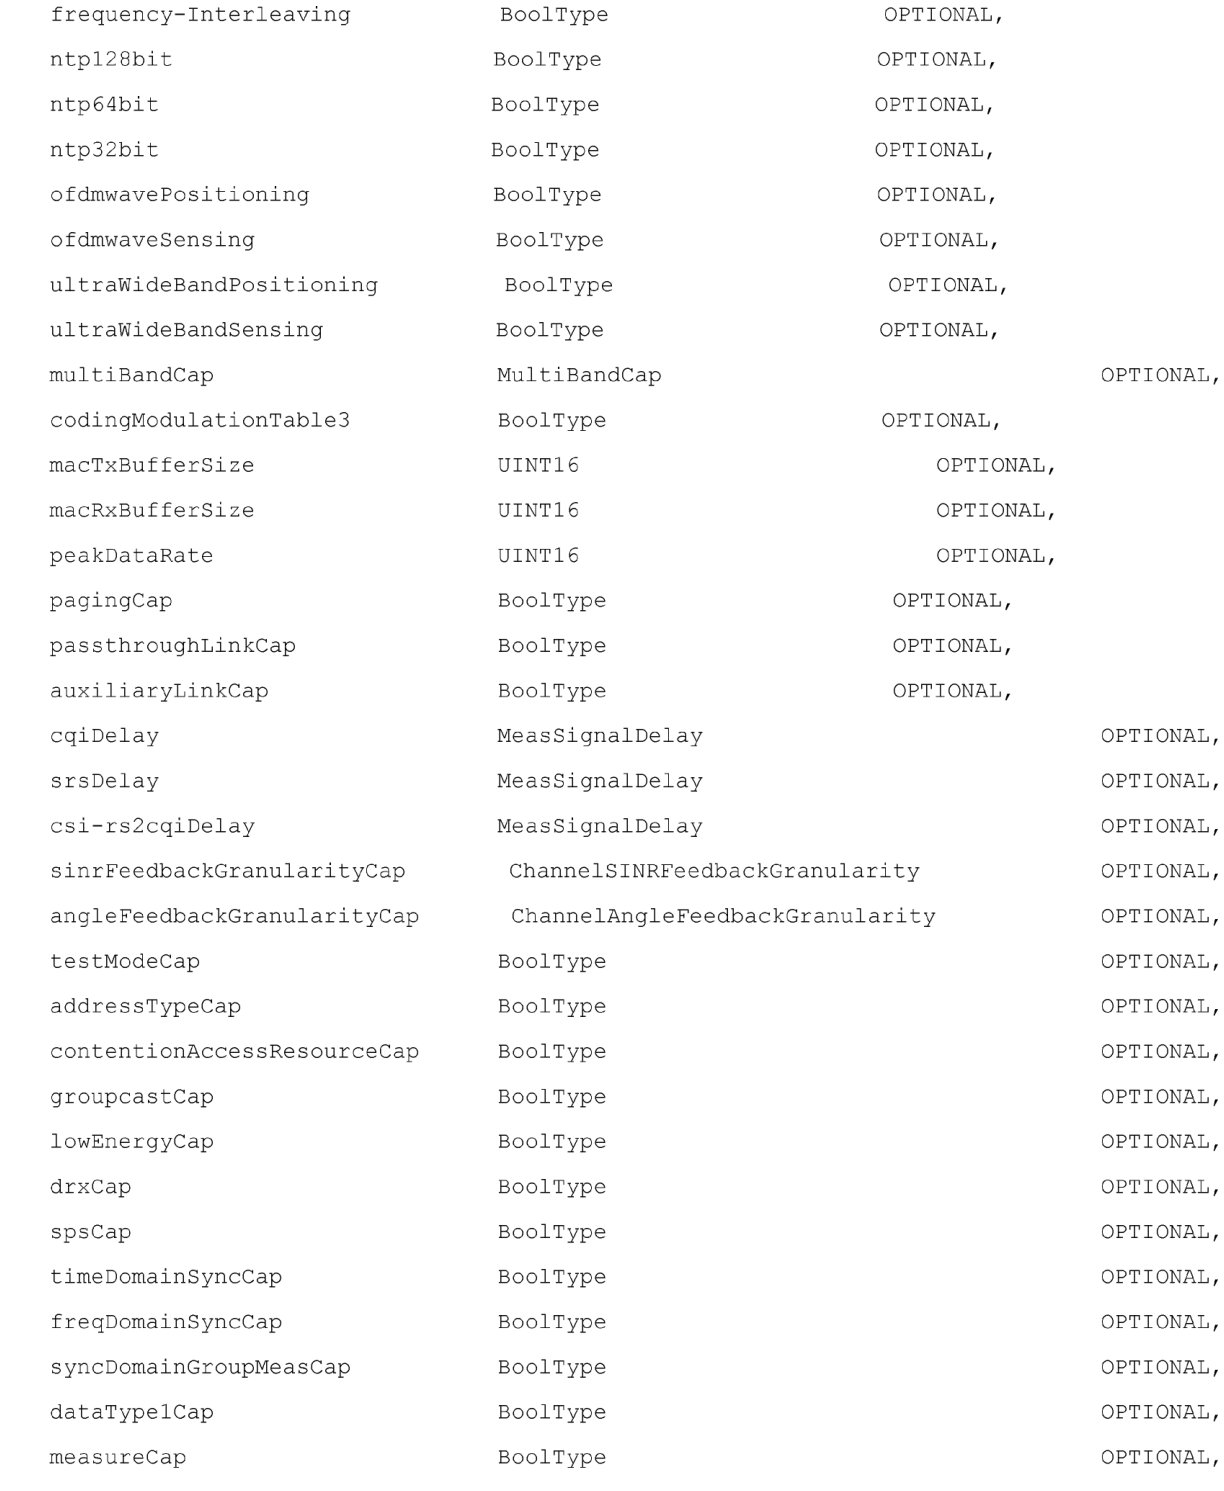 frequency-Interleaving BoolType OPTIONAL,
ntp128bit BoolType OPTIONAL,
ntp64bit BoolType OPTIONAL,
ntp32bit BoolType OPTIONAL,
ofdmwavePositioning BoolType OPTIONAL,
ofdmwaveSensing BoolType OPTIONAL,
ultraWideBandPositioning BoolType OPTIONAL,
ultraWideBandSensing BoolType OPTIONAL,
multiBandCap MultiBandCap OPTIONAL,
codingModulationTable3 BoolType OPTIONAL,
macTxBufferSize UINT16 OPTIONAL,
macRxBufferSize UINT16 OPTIONAL,
peakDataRate UINT16 OPTIONAL,
pagingCap BoolType OPTIONAL,
passthroughLinkCap BoolType OPTIONAL,
auxiliaryLinkCap BoolType OPTIONAL,
cqiDelay MeasSignalDelay OPTIONAL,
srsDelay MeasSignalDelay OPTIONAL,
csi-rs2cqiDelay MeasSignalDelay OPTIONAL,
sinrFeedbackGranularityCap ChannelSINRFeedbackGranularity OPTIONAL,
angleFeedbackGranularityCap ChannelAngleFeedbackGranularity OPTIONAL,
testModeCap BoolType OPTIONAL,
addressTypeCap BoolType OPTIONAL,
contentionAccessResourceCap BoolType OPTIONAL,
groupcastCap BoolType OPTIONAL,
lowEnergyCap BoolType OPTIONAL,
drxCap BoolType OPTIONAL,
spsCap BoolType OPTIONAL,
timeDomainSyncCap BoolType OPTIONAL,
freqDomainSyncCap BoolType OPTIONAL,
syncDomainGroupMeasCap BoolType OPTIONAL,
dataType1Cap BoolType OPTIONAL,
measureCap BoolType OPTIONAL,